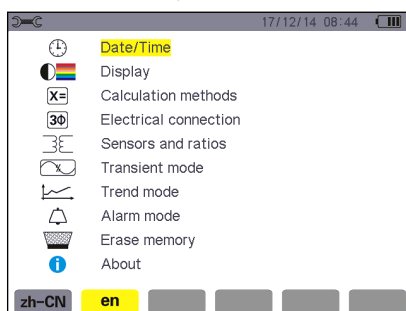 17/12/14 08:44
Date/Time
Display
X= Calculation methods
3Φ Electrical connection
Sensors and ratios
Transient mode
Trend mode
Alarm mode
Erase memory
i About
zh-CN en